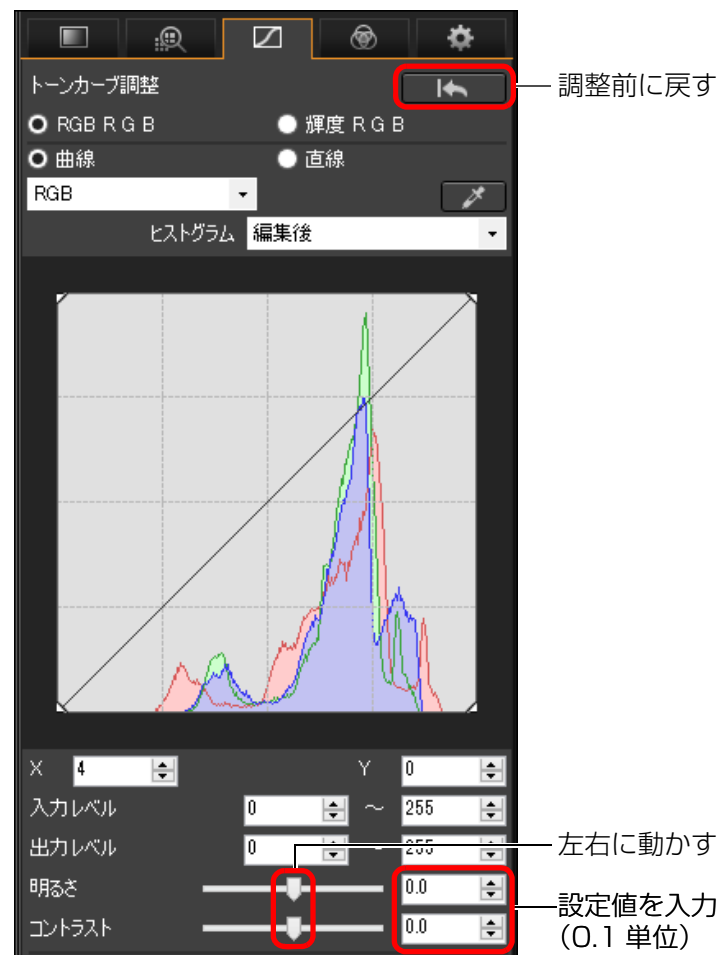 トーンカーブ調整
調整前に戻す
RGB R G B 輝度 R G B
曲線 直線
RGB
ヒストグラム 編集後
X 4 Y 0
入力レベル 0 ～ 255
出力レベル 0 ～ 255
左右に動かす
明るさ 0.0
コントラスト 0.0
設定値を入力
（0.1 単位）